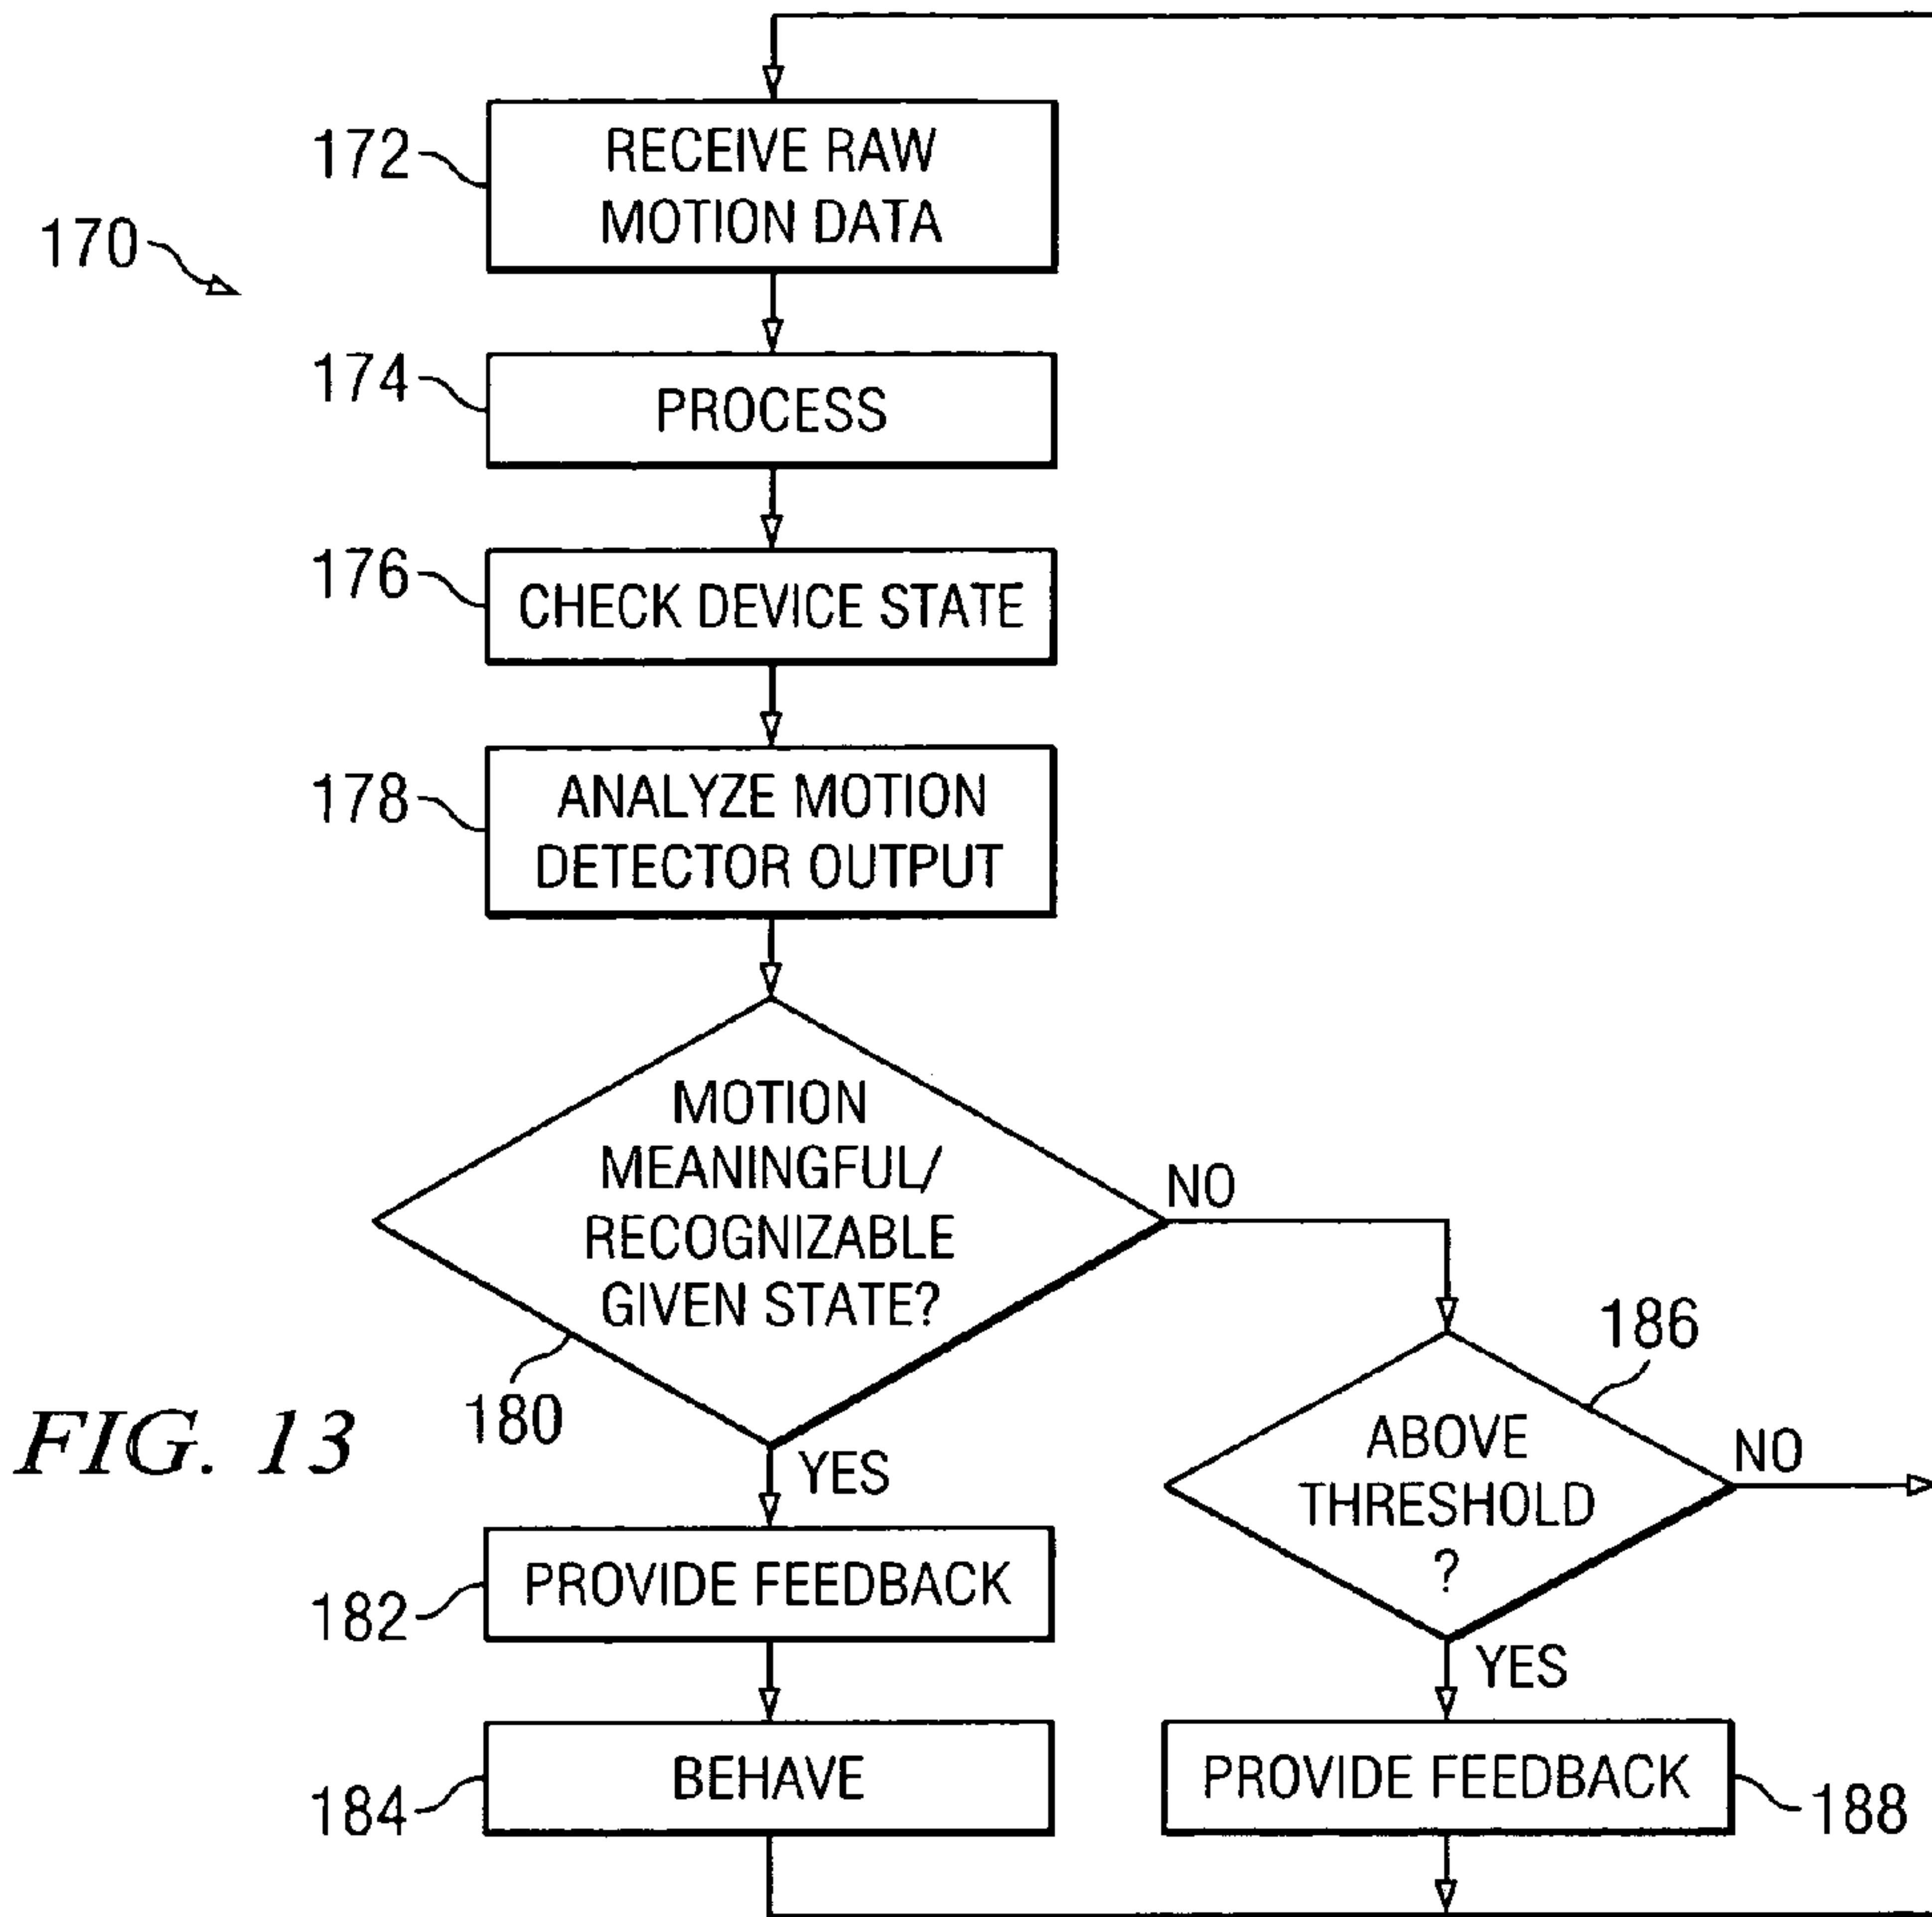 172
RECEIVE RAW
MOTION DATA
170
174
PROCESS
176
CHECK DEVICE STATE
178
ANALYZE MOTION
DETECTOR OUTPUT
MOTION
MEANINGFUL/
RECOGNIZABLE
GIVEN STATE?
NO
180
186
ABOVE
THRESHOLD
?
NO
FIG. 13
YES
182
PROVIDE FEEDBACK
YES
184
BEHAVE
PROVIDE FEEDBACK
188